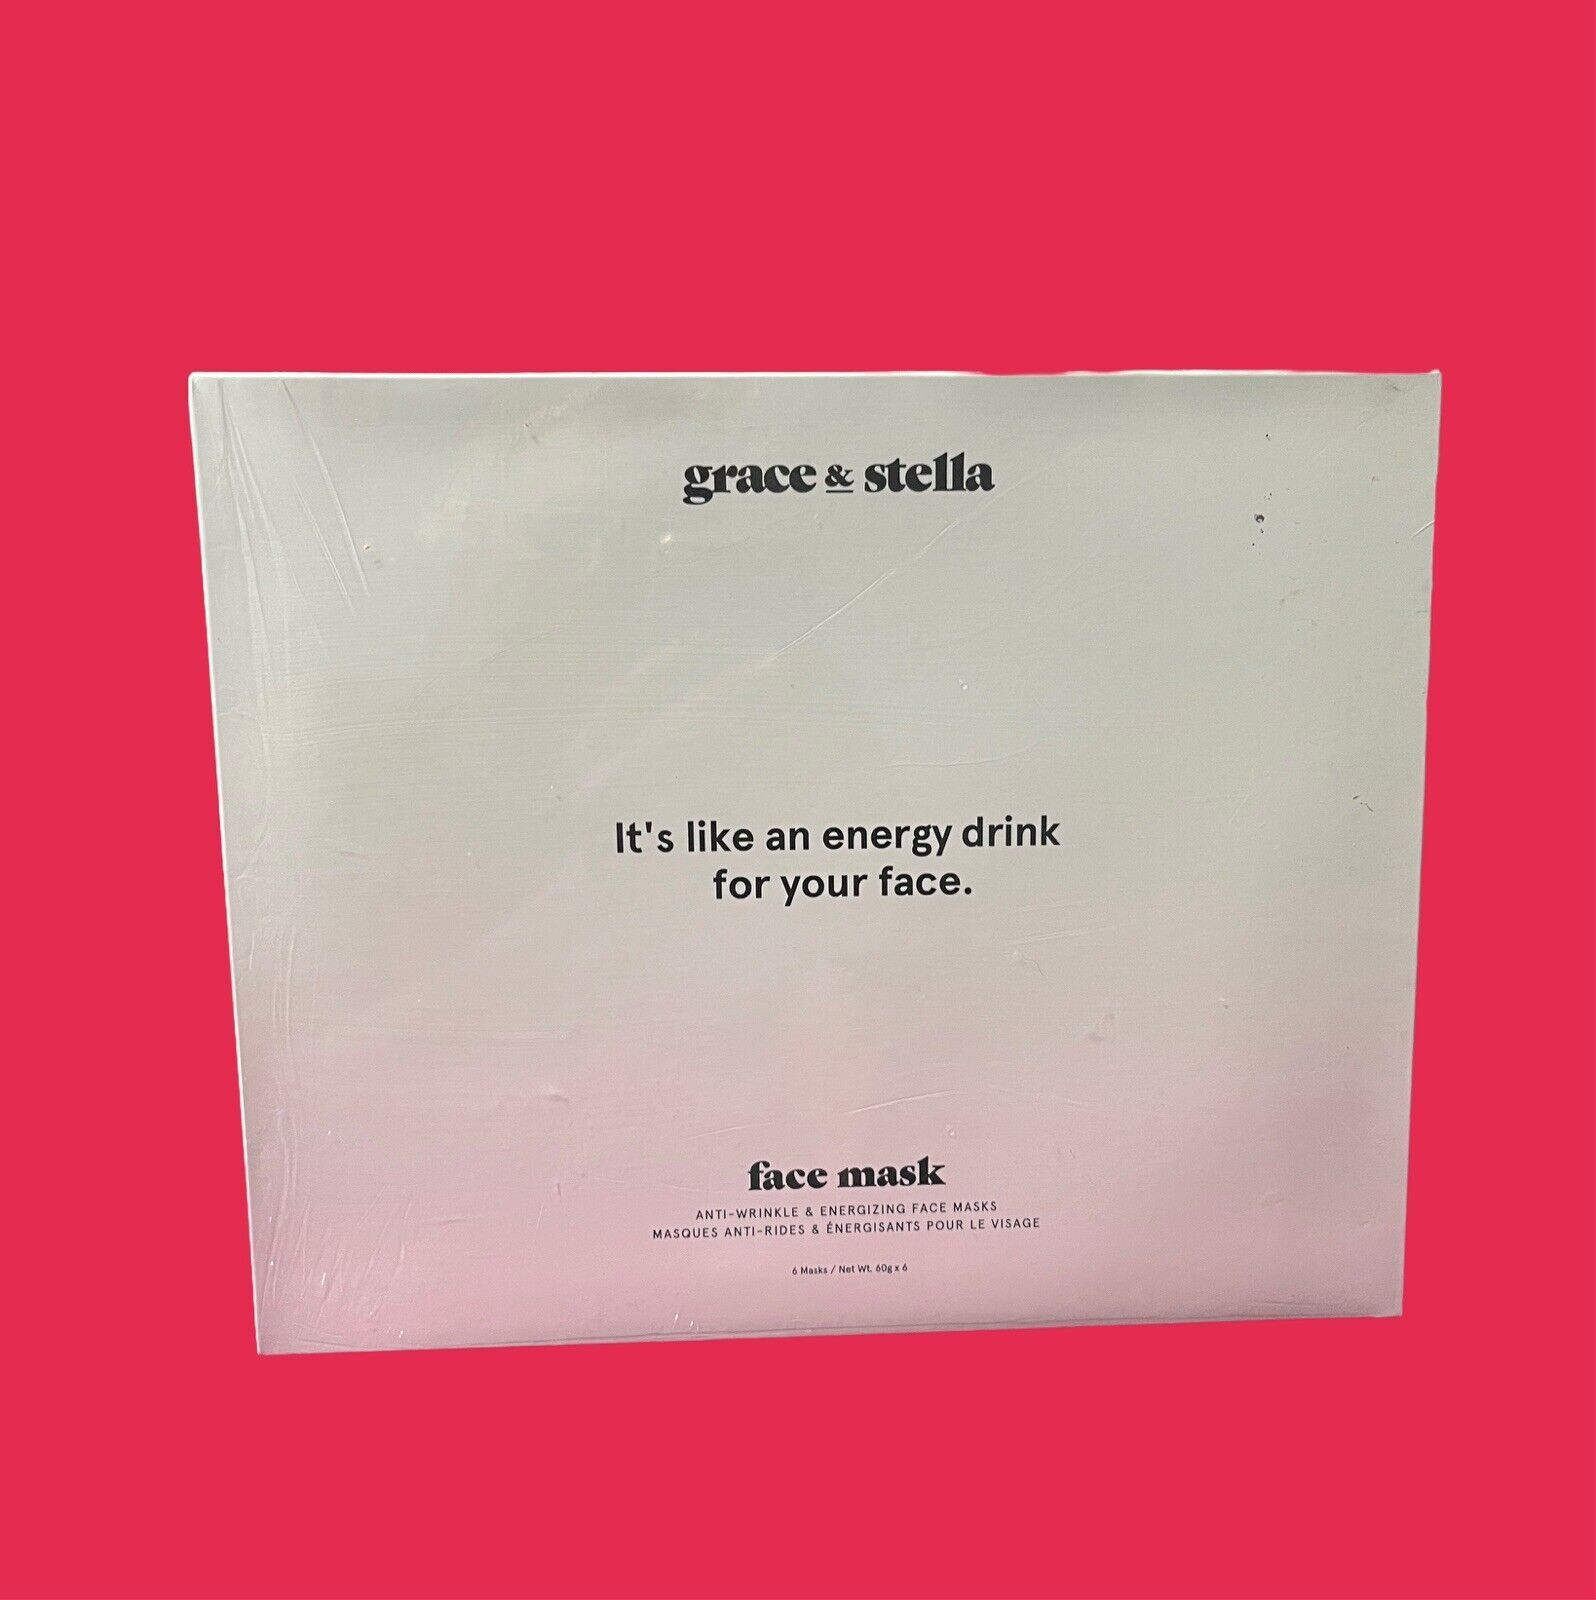 grace & stella
It's like an energy drink
for your face.
face mask
ANTI-WRINKLE & ENERGIZING FACE MASKS
MASQUES ANTI-RIDES & ÉNERGISANTS POUR LE VISAGE
6 Masks / Net Wt. 60g x 6